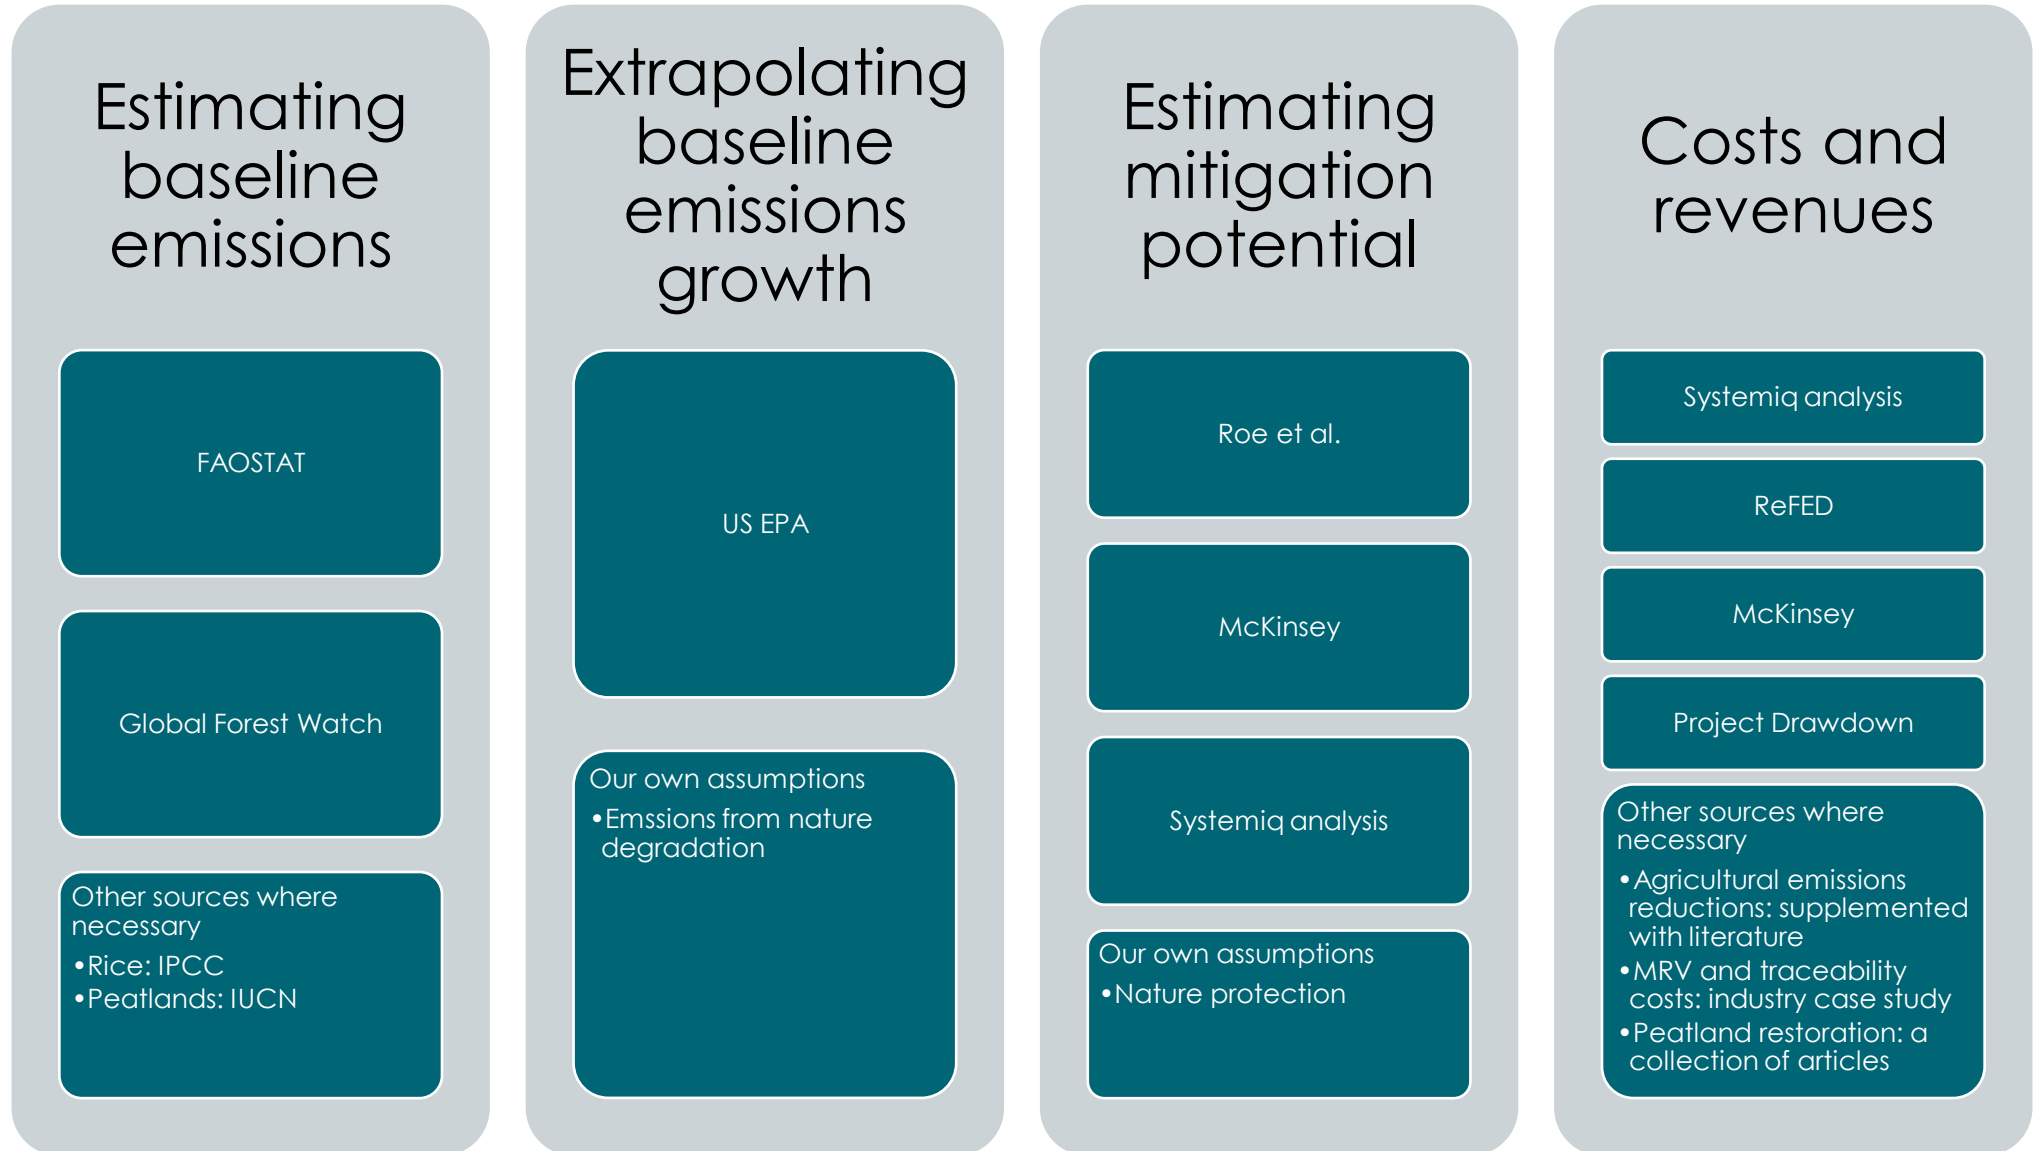 Estimating
baseline
emissions
FAOSTAT
Global Forest Watch
Other sources where
necessary
•Rice: IPCC
•Peatlands: IUCN
Extrapolating
baseline
emissions
growth
US EPA
Our own assumptions
•Emssions from nature
degradation
Estimating
mitigation
potential
Roe et al.
McKinsey
Systemiq analysis
Our own assumptions
•Nature protection
Costs and
revenues
Systemiq analysis
ReFED
McKinsey
Project Drawdown
Other sources where
necessary
•Agricultural emissions
reductions: supplemented
with literature
•MRV and traceability
costs: industry case study
•Peatland restoration: a
collection of articles